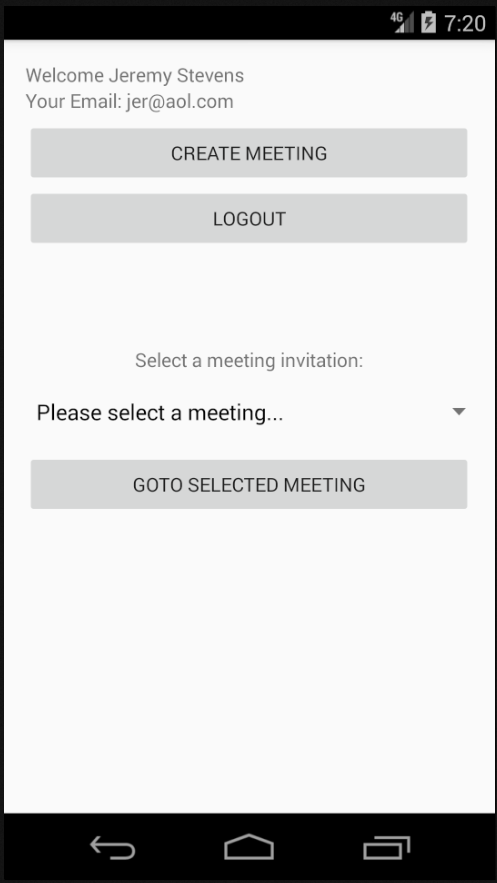 4G 7:20
Welcome Jeremy Stevens
Your Email: jer@aol.com
CREATE MEETING
LOGOUT
Select a meeting invitation:
Please select a meeting...
GOTO SELECTED MEETING